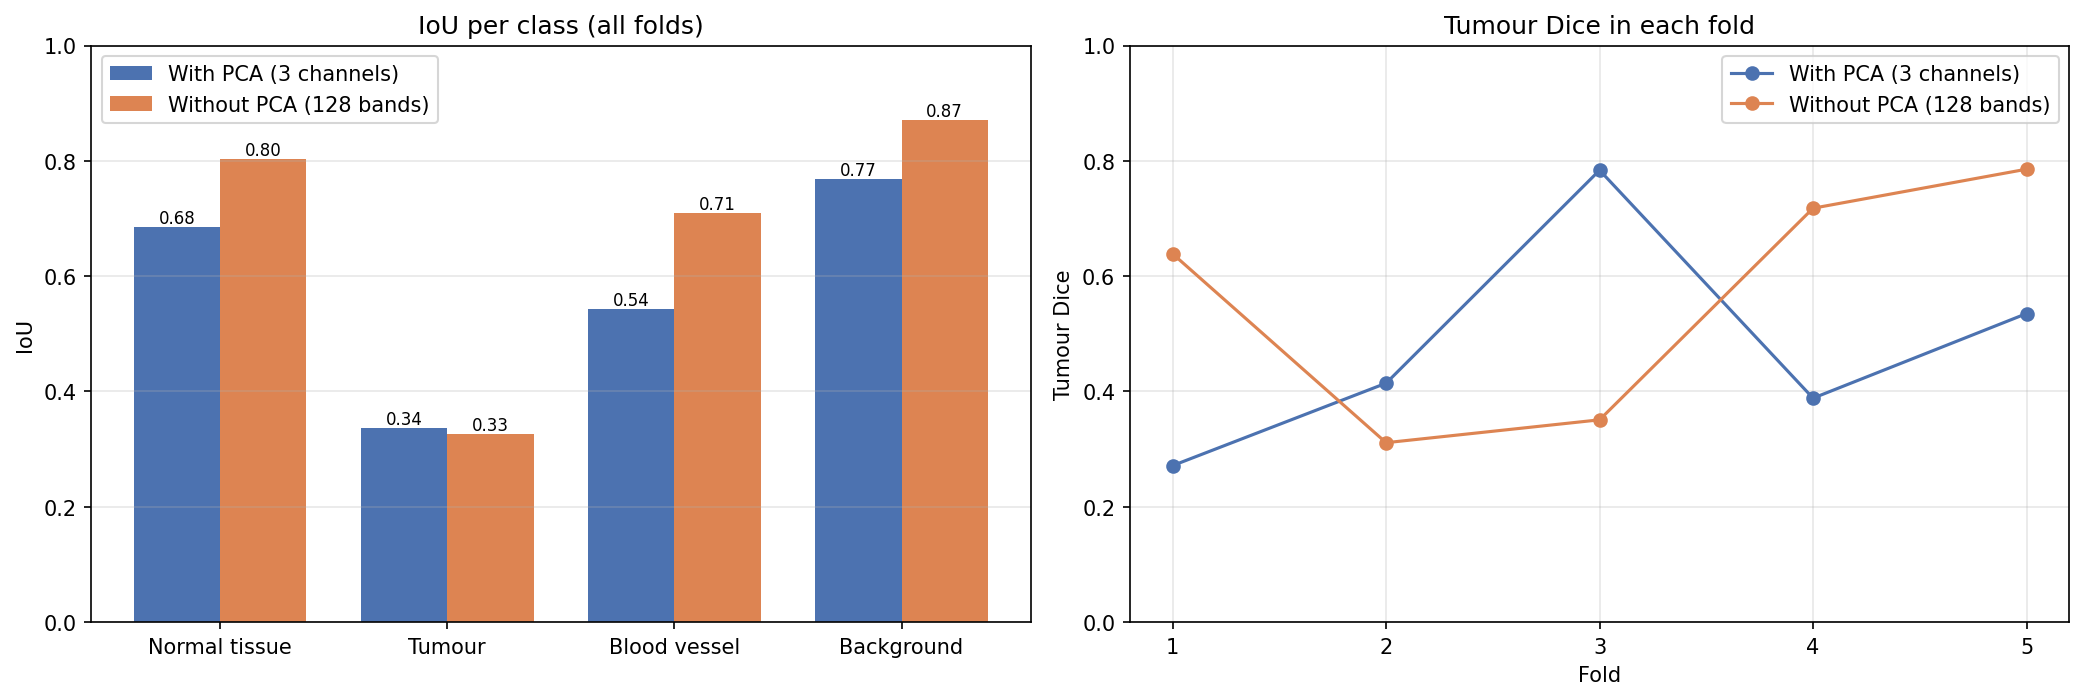 IoU per class (all folds)
With PCA (3 channels)
Without PCA (128 bands)
IoU
1.0
0.8
0.6
0.4
0.2
0.0
0.68
0.80
0.34
0.33
0.54
0.71
0.77
0.87
Normal tissue
Tumour
Blood vessel
Background
Tumour Dice in each fold
With PCA (3 channels)
Without PCA (128 bands)
Tumour Dice
1.0
0.8
0.6
0.4
0.2
0.0
1
2
3
4
5
Fold